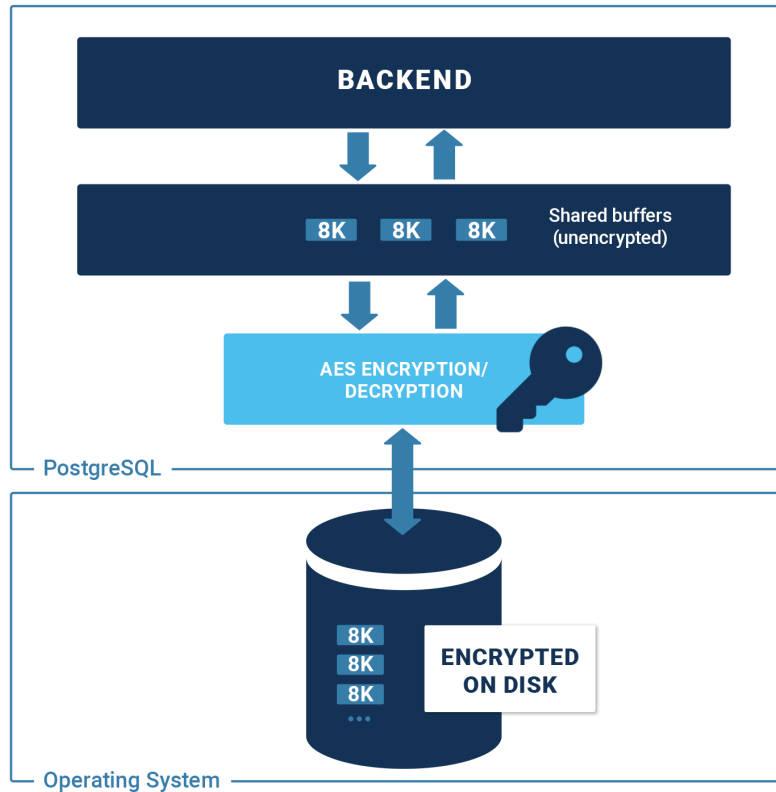 BACKEND
8K 8K 8K
Shared buffers
(unencrypted)
AES ENCRYPTION/
DECRYPTION
PostgreSQL
8K
8K
8K
...
ENCRYPTED
ON DISK
Operating System